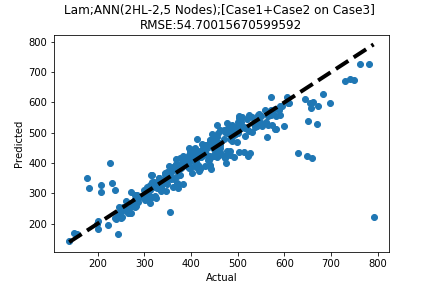 Lam;ANN(2HL-2,5 Nodes);[Case1+Case2 on Case3]
RMSE:54.70015670599592
800
700
600
500
400
300
200
Predicted
200 300 400 500 600 700 800
Actual